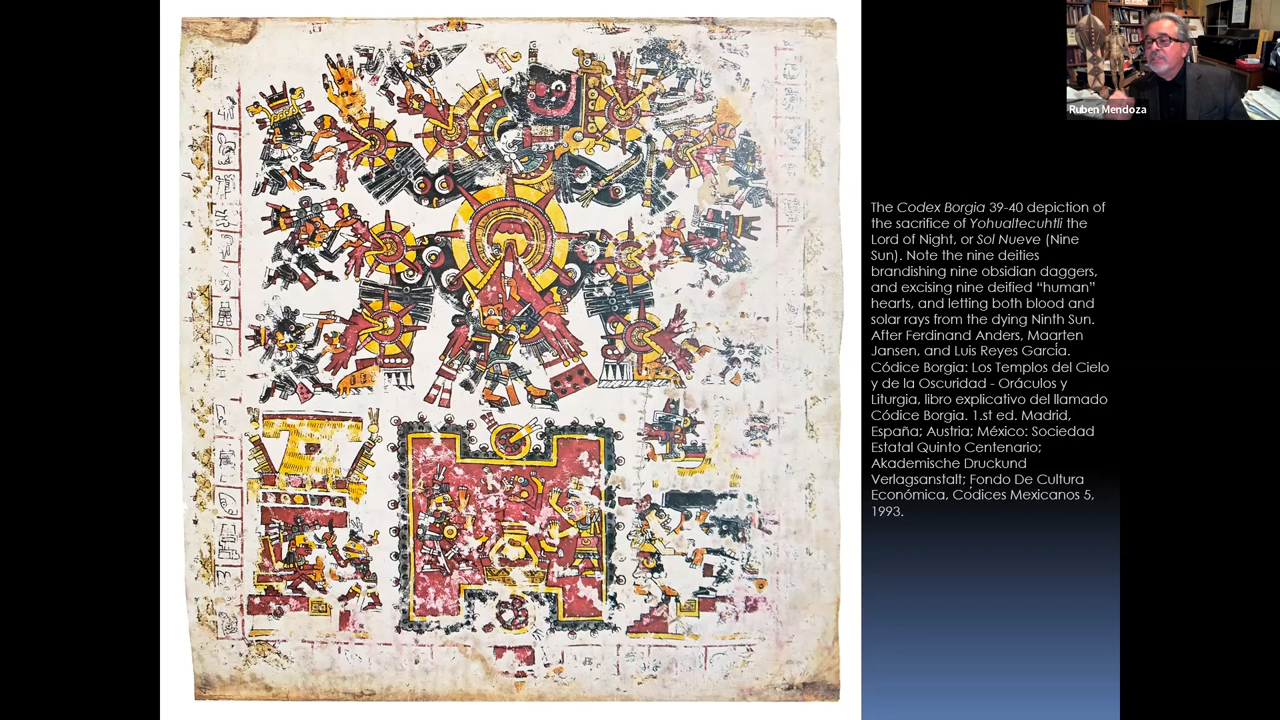 Ruben Mendoza
The Codex Borgia 39-40 depiction of
the sacrifice of Yohualtecuhtli the
Lord of Night, or Sol Nueve (Nine
Sun). Note the nine deities
brandishing nine obsidian daggers,
and excising nine deified “human”
hearts, and letting both blood and
solar rays from the dying Ninth Sun.
After Ferdinand Anders, Maarten
Jansen, and Luis Reyes García.
Códice Borgia: Los Templos del Cielo
y de la Oscuridad - Oráculos y
Liturgia, libro explicativo del llamado
Códice Borgia. 1.st ed. Madrid,
España; Austria; México: Sociedad
Estatal Quinto Centenario;
Akademische Druckund
Verlagsanstalt; Fondo De Cultura
Económica, Códices Mexicanos 5,
1993.